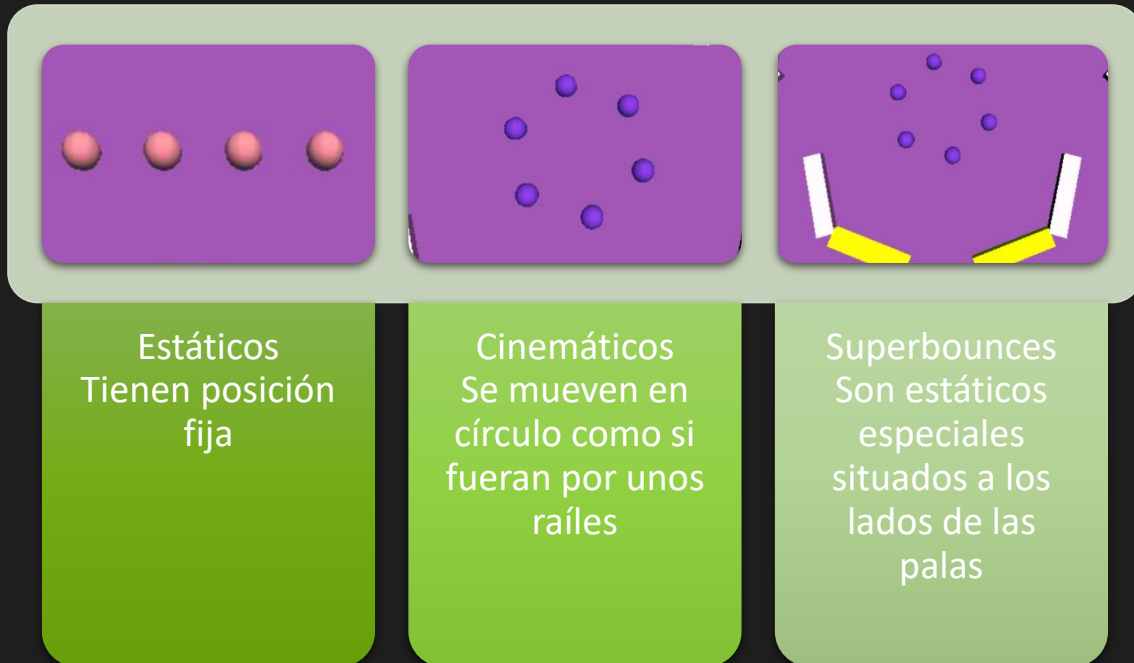 Estáticos
Tienen posición
fija
Cinemáticos
Se mueven en
círculo como si
fueran por unos
raíles
Superbounces
Son estáticos
especiales
situados a los
lados de las
palas